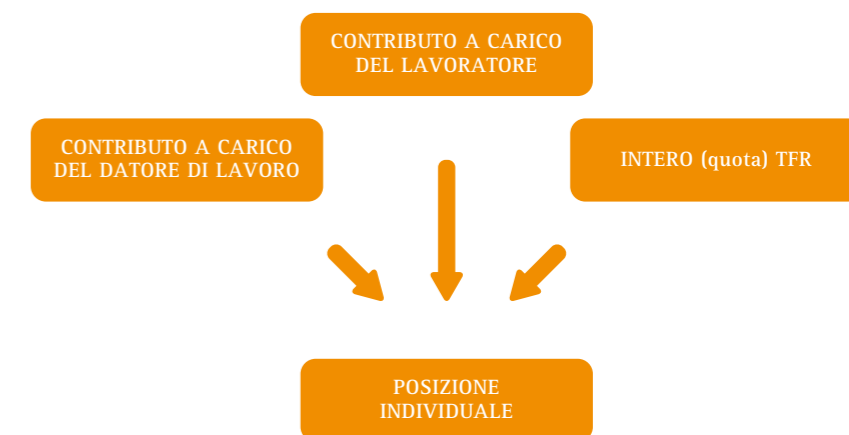 CONTRIBUTO A CARICO
DEL LAVORATORE
CONTRIBUTO A CARICO
DEL DATORE DI LAVORO
INTERO (quota) TFR
POSIZIONE
INDIVIDUALE